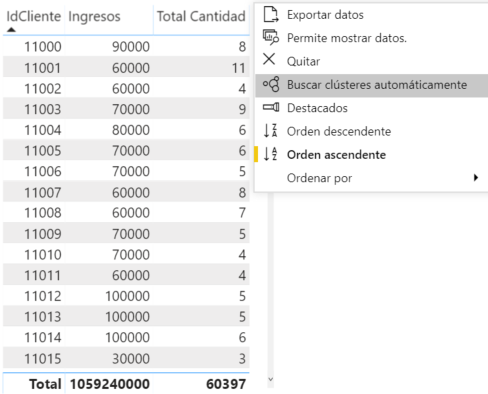 IdCliente Ingresos Total Cantidad
11000 90000 8
11001 60000 11
11002 60000 4
11003 70000 9
11004 80000 6
11005 70000 6
11006 70000 5
11007 60000 8
11008 60000 7
11009 70000 5
11010 70000 4
11011 60000 4
11012 100000 5
11013 100000 5
11014 100000 6
11015 30000 3
Total 1059240000 60397
Exportar datos
Permite mostrar datos.
Quitar
Buscar clústeres automáticamente
Destacados
Orden descendente
Orden ascendente
Ordenar por